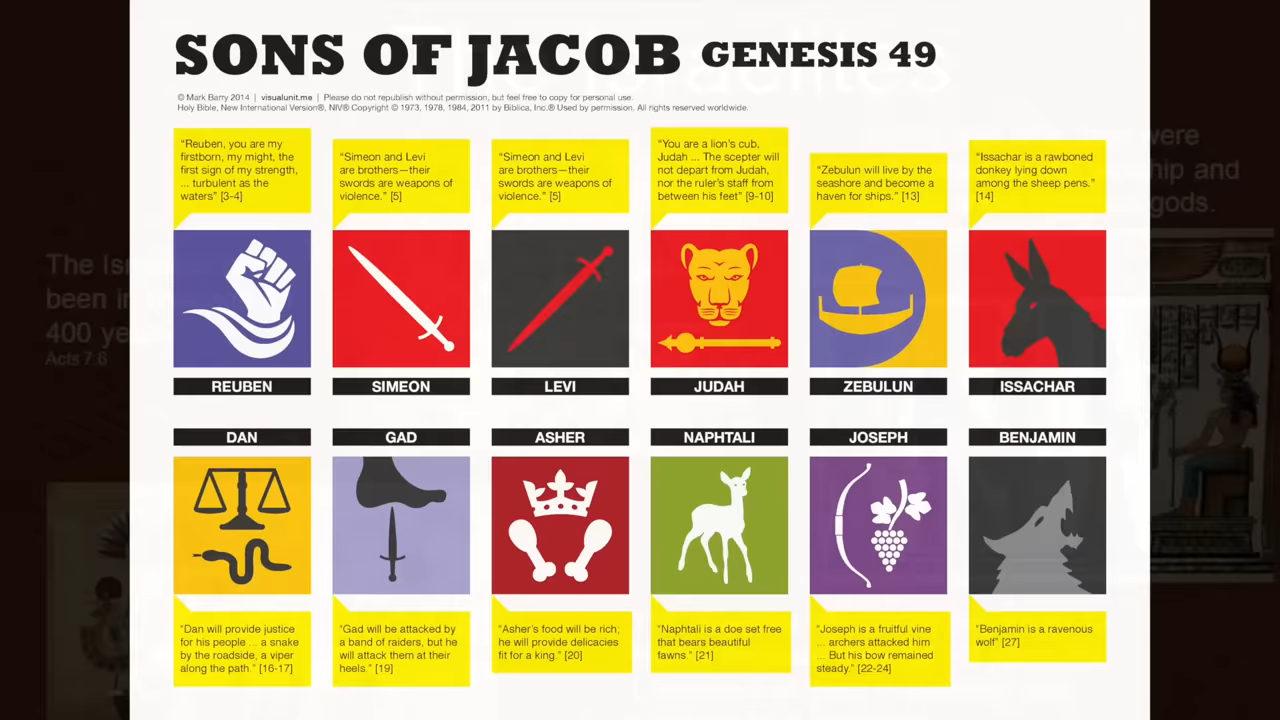 SONS OF JACOB GENESIS 49
© Mark Barry 2014 | visualunit.me | Please do not republish without permission, but feel free to copy for personal use.
Holy Bible, New International Version®, NIV® Copyright © 1973, 1978, 1984, 2011 by Biblica, Inc.® Used by permission. All rights reserved worldwide.
“Reuben, you are my
firstborn, my might, the
first sign of my strength,
... turbulent as the
waters” [3-4]
“Simeon and Levi
are brothers—their
swords are weapons of
violence.” [5]
“Simeon and Levi
are brothers—their
swords are weapons of
violence.” [5]
“You are a lion’s cub,
Judah ... The scepter will
not depart from Judah,
nor the ruler’s staff from
between his feet” [9-10]
“Zebulun will live by the
seashore and become a
haven for ships.” [13]
“Issachar is a rawboned
donkey lying down
among the sheep pens.”
[14]
REUBEN
SIMEON
LEVI
JUDAH
ZEBULUN
ISSACHAR
DAN
GAD
ASHER
NAPHTALI
JOSEPH
BENJAMIN
“Dan will provide justice
for his people ... a snake
by the roadside, a viper
along the path.” [16-17]
“Gad will be attacked by
a band of raiders, but he
will attack them at their
heels.” [19]
“Asher’s food will be rich;
he will provide delicacies
fit for a king.” [20]
“Naphtali is a doe set free
that bears beautiful
fawns.” [21]
“Joseph is a fruitful vine
... archers attacked him
... But his bow remained
steady.” [22-24]
“Benjamin is a ravenous
wolf” [27]
The
been
400
Acts 7:6
were
and
gods.